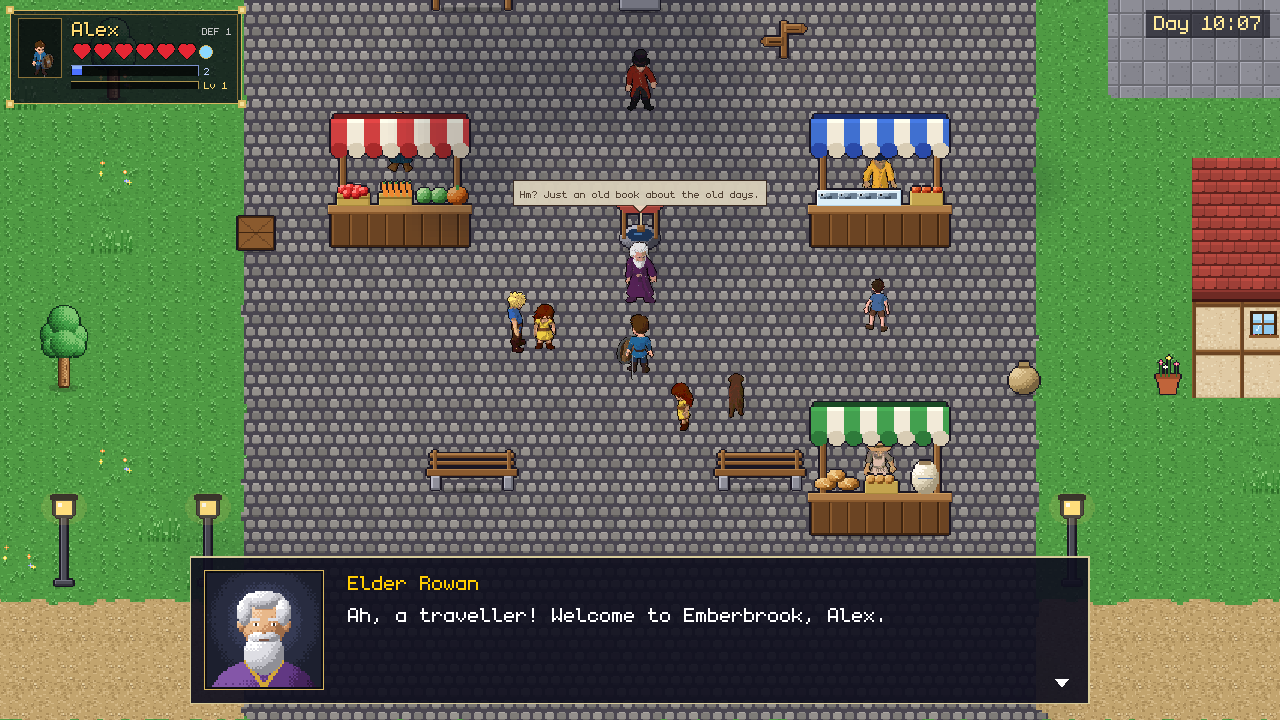 Alex
DEF 1
2
Lv 1
Day 10:07
Hm? Just an old book about the old days.
Elder Rowan
Ah, a traveller! Welcome to Emberbrook, Alex.